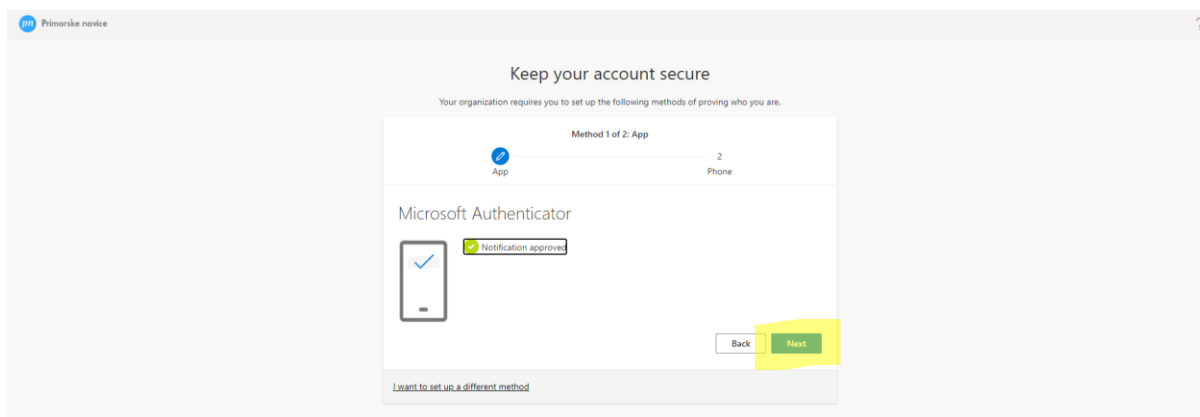 pn Primorske novice
?
Keep your account secure
Your organization requires you to set up the following methods of proving who you are.
Method 1 of 2: App
2
App Phone
Microsoft Authenticator
Notification approved
Back Next
I want to set up a different method